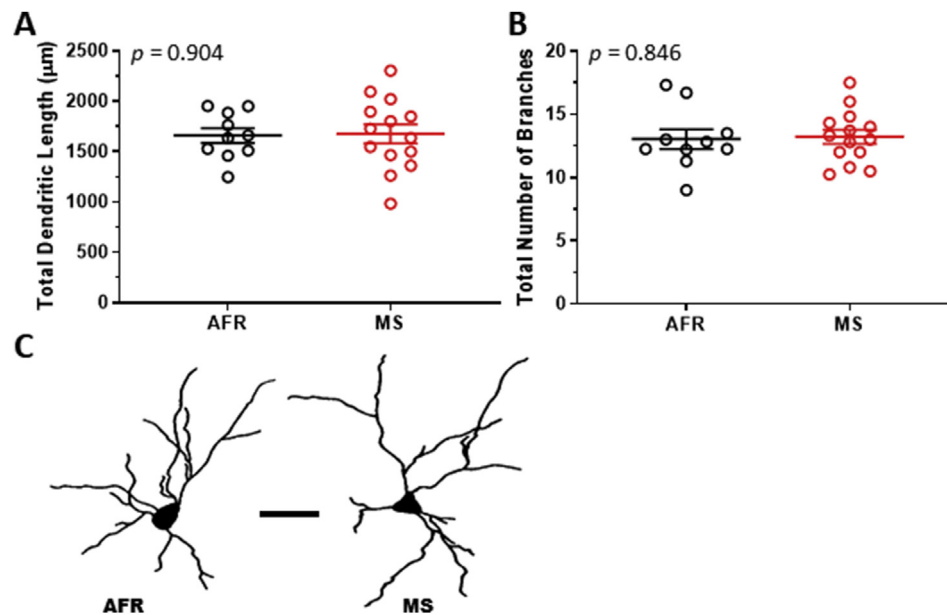 A
p = 0.904
Total Dendritic Length (μm)
2500
2000
1500
1000
500
0
AFR
MS
B
p = 0.846
Total Number of Branches
20
15
10
5
0
AFR
MS
C
AFR
MS